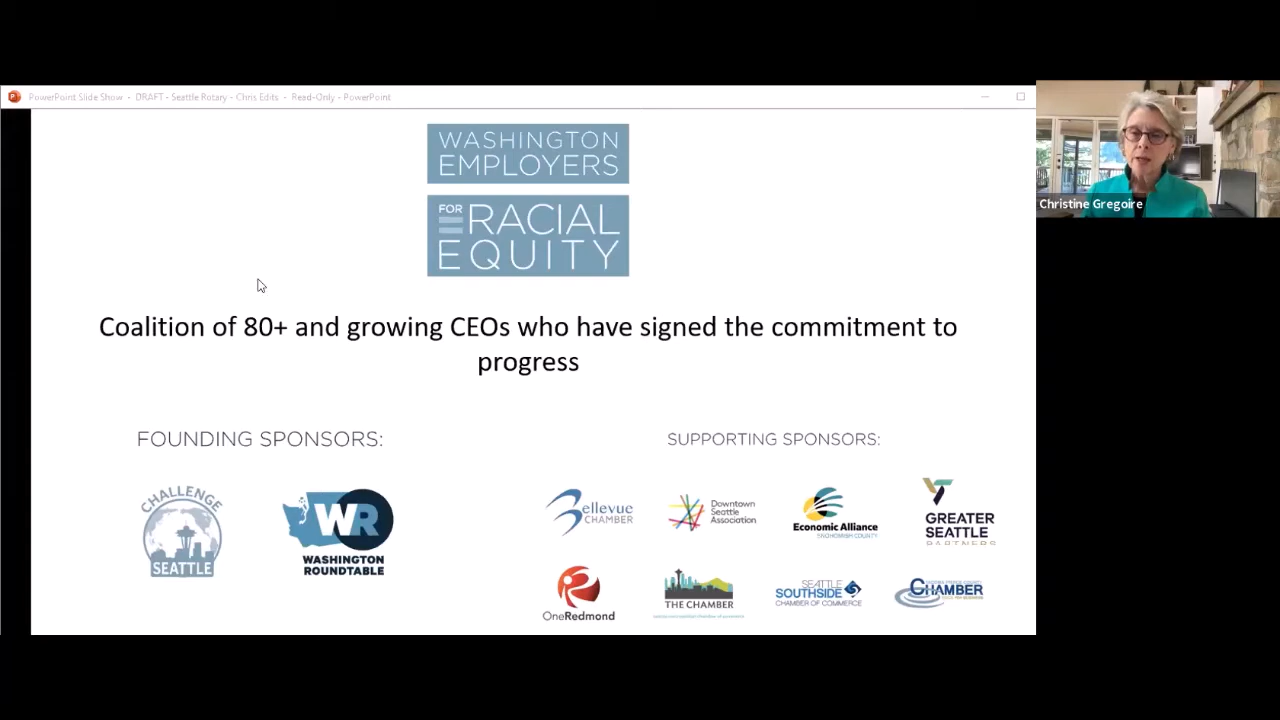 PowerPoint Slide Show - DRAFT - Seattle Rotary - Chris Edits - Read-Only - PowerPoint
Christine Gregoire
WASHINGTON
EMPLOYERS
FOR RACIAL
EQUITY
Coalition of 80+ and growing CEOs who have signed the commitment to
progress
FOUNDING SPONSORS:
CHALLENGE
SEATTLE
WR
WASHINGTON
ROUNDTABLE
SUPPORTING SPONSORS:
Bellevue
CHAMBER
Downtown
Seattle
Association
Economic Alliance
SNOHOMISH COUNTY
GREATER
SEATTLE
PARTNERS
OneRedmond
THE CHAMBER
SEATTLE
SOUTHSIDE
CHAMBER OF COMMERCE
CHAMBER